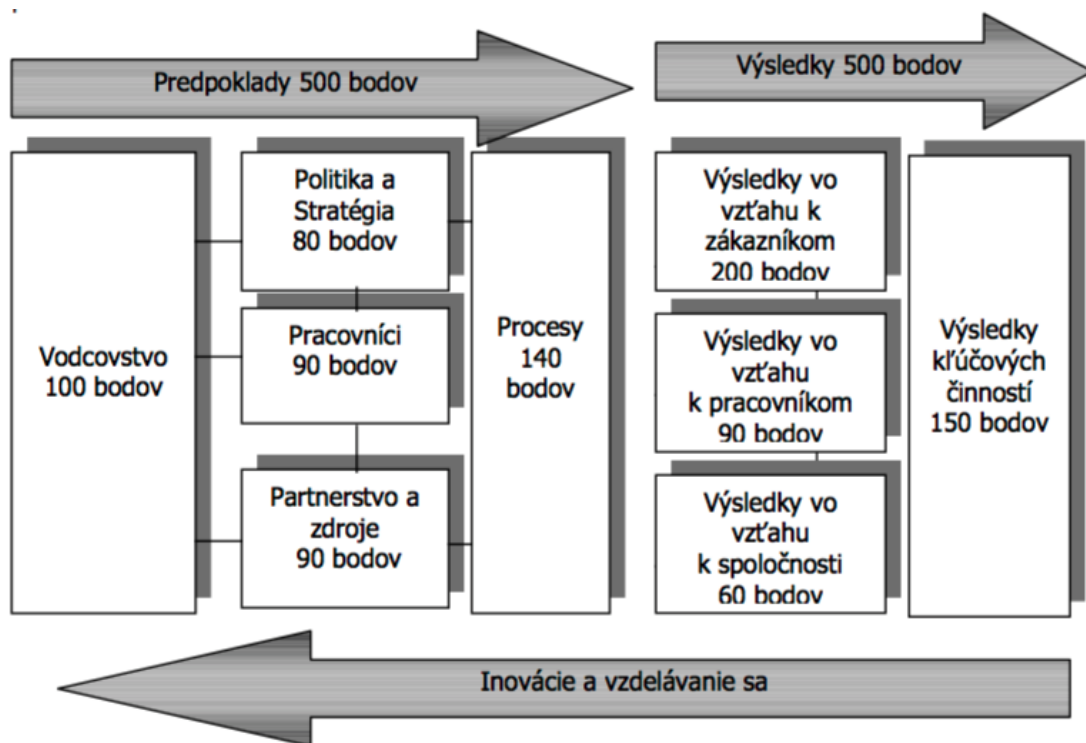 Predpoklady 500 bodov
Výsledky 500 bodov
Vodcovstvo
100 bodov
Politika a
Stratégia
80 bodov
Pracovníci
90 bodov
Partnerstvo a
zdroje
90 bodov
Procesy
140
bodov
Výsledky vo
vzťahu k
zákazníkom
200 bodov
Výsledky vo
vzťahu
k pracovníkom
90 bodov
Výsledky vo
vzťahu
k spoločnosti
60 bodov
Výsledky
kľúčových
činností
150 bodov
Inovácie a vzdelávanie sa